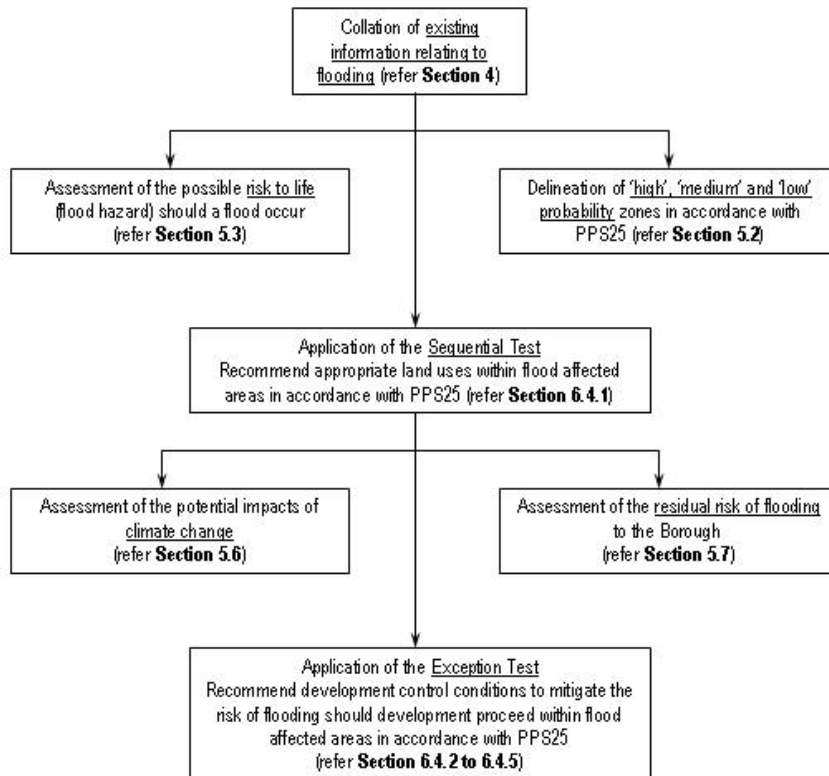 Collation of existing
information relating to
flooding (refer Section 4)
Assessment of the possible risk to life
(flood hazard) should a flood occur
(refer Section 5.3)
Delineation of ‘high’, ‘medium’ and ‘low’
probability zones in accordance with
PPS25 (refer Section 5.2)
Application of the Sequential Test
Recommend appropriate land uses within flood affected
areas in accordance with PPS25 (refer Section 6.4.1)
Assessment of the potential impacts of
climate change
(refer Section 5.6)
Assessment of the residual risk of flooding
to the Borough
(refer Section 5.7)
Application of the Exception Test
Recommend development control conditions to mitigate the
risk of flooding should development proceed within flood
affected areas in accordance with PPS25
(refer Section 6.4.2 to 6.4.5)